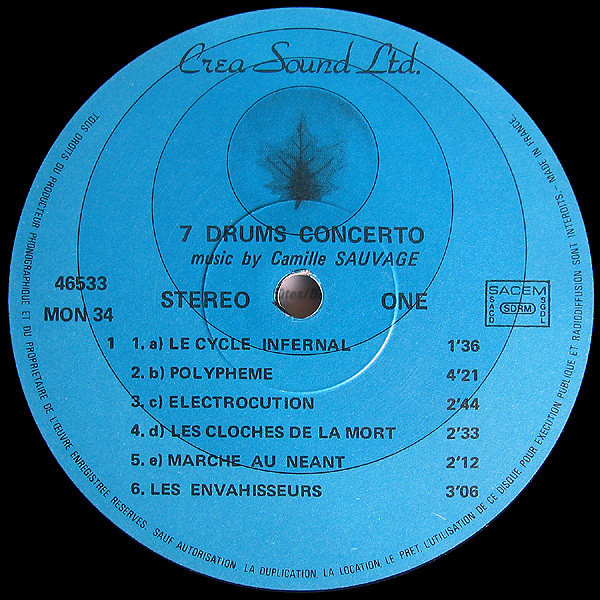 Crea Sound Ltd.
7 DRUMS CONCERTO
music by Camille SAUVAGE
46533
MON 34
STEREO
ONE
SACEM
SACD
SDRM
SGDL
1 1. a) LE CYCLE INFERNAL 1'36
2. b) POLYPHEME 4'21
3. c) ELECTROCUTION 2'44
4. d) LES CLOCHES DE LA MORT 2'33
5. e) MARCHE AU NEANT 2'12
6. LES ENVAHISSEURS 3'06
TOUS DROITS DU PRODUCTEUR PHONOGRAPHIQUE ET DU PROPRIETAIRE DE L'ŒUVRE ENREGISTREE RESERVES. SAUF AUTORISATION LA DUPLICATION, LA LOCATION, LE PRET, L'UTILISATION DE CE DISQUE POUR EXECUTION PUBLIQUE ET RADIODIFFUSION SONT INTERDITS. - MADE IN FRANCE